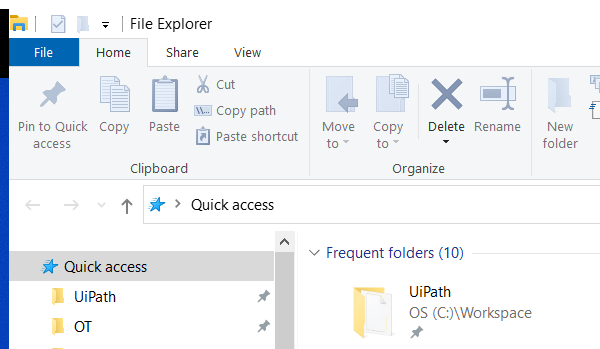 File Explorer
File Home Share View
Pin to Quick access
Copy
Paste
Cut
Copy path
Paste shortcut
Clipboard
Move to
Copy to
Delete
Rename
Organize
New folder
Quick access
Quick access
UiPath
OT
Frequent folders (10)
UiPath
OS (C:)\Workspace